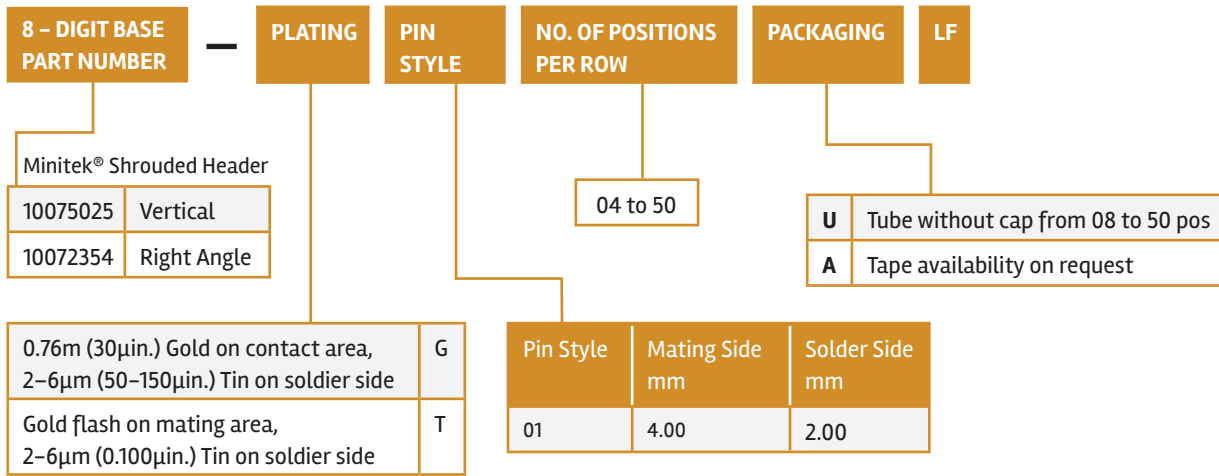 8 – DIGIT BASE
PART NUMBER
–
PLATING
PIN
STYLE
NO. OF POSITIONS
PER ROW
PACKAGING
LF
Minitek® Shrouded Header
10075025 Vertical
10072354 Right Angle
04 to 50
U Tube without cap from 08 to 50 pos
A Tape availability on request
0.76m (30µin.) Gold on contact area, G
2–6µm (50-150µin.) Tin on soldier side
Gold flash on mating area, T
2–6µm (0.100µin.) Tin on soldier side
Pin Style Mating Side Solder Side
mm mm
01 4.00 2.00